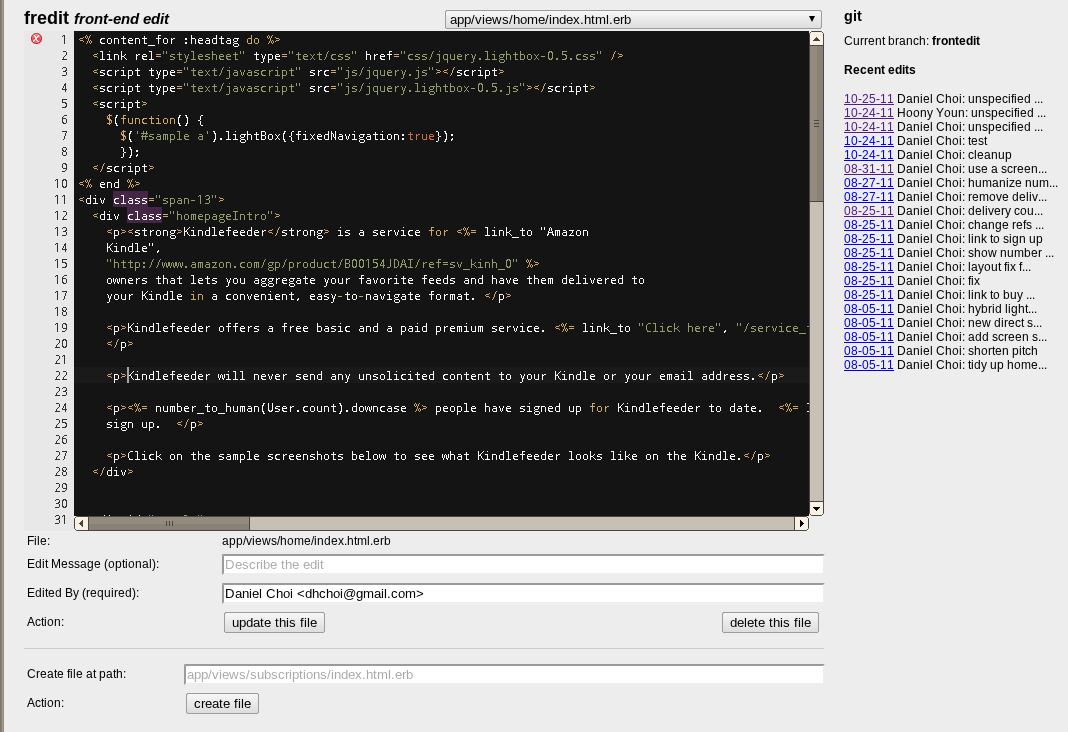 fredit front-end edit
app/views/home/index.html.erb
1 <% content_for :headtag do %>
2 <link rel="stylesheet" type="text/css" href="css/jquery.lightbox-0.5.css" />
3 <script type="text/javascript" src="js/jquery.js"></script>
4 <script type="text/javascript" src="js/jquery.lightbox-0.5.js"></script>
5 <script>
6 $(function() {
7 $('#sample a').lightBox({fixedNavigation:true});
8 });
9 </script>
10 <% end %>
11 <div class="span-13">
12 <div class="homepageIntro">
13 <p><strong>Kindlefeeder</strong> is a service for <%= link_to "Amazon
14 Kindle",
15 "http://www.amazon.com/gp/product/B00154JDAI/ref=sv_kinh_0" %>
16 owners that lets you aggregate your favorite feeds and have them delivered to
17 your Kindle in a convenient, easy-to-navigate format. </p>
18
19 <p>Kindlefeeder offers a free basic and a paid premium service. <%= link_to "Click here", "/service_
20 </p>
21
22 <p>Kindlefeeder will never send any unsolicited content to your Kindle or your email address.</p>
23
24 <p><%= number_to_human(User.count).downcase %> people have signed up for Kindlefeeder to date. <%=
25 sign up. </p>
26
27 <p>Click on the sample screenshots below to see what Kindlefeeder looks like on the Kindle.</p>
28 </div>
29
30
31
File: app/views/home/index.html.erb
Edit Message (optional): Describe the edit
Edited By (required): Daniel Choi <dhchoi@gmail.com>
Action: update this file delete this file
Create file at path: app/views/subscriptions/index.html.erb
Action: create file
git
Current branch: frontedit
Recent edits
10-25-11 Daniel Choi: unspecified ...
10-24-11 Hoony Youn: unspecified ...
10-24-11 Daniel Choi: unspecified ...
10-24-11 Daniel Choi: test
10-24-11 Daniel Choi: cleanup
08-31-11 Daniel Choi: use a screen...
08-27-11 Daniel Choi: humanize num...
08-27-11 Daniel Choi: remove deliv...
08-25-11 Daniel Choi: delivery cou...
08-25-11 Daniel Choi: change refs ...
08-25-11 Daniel Choi: link to sign up
08-25-11 Daniel Choi: show number ...
08-25-11 Daniel Choi: layout fix f...
08-25-11 Daniel Choi: fix
08-25-11 Daniel Choi: link to buy ...
08-05-11 Daniel Choi: hybrid light...
08-05-11 Daniel Choi: new direct s...
08-05-11 Daniel Choi: add screen s...
08-05-11 Daniel Choi: shorten pitch
08-05-11 Daniel Choi: tidy up home...